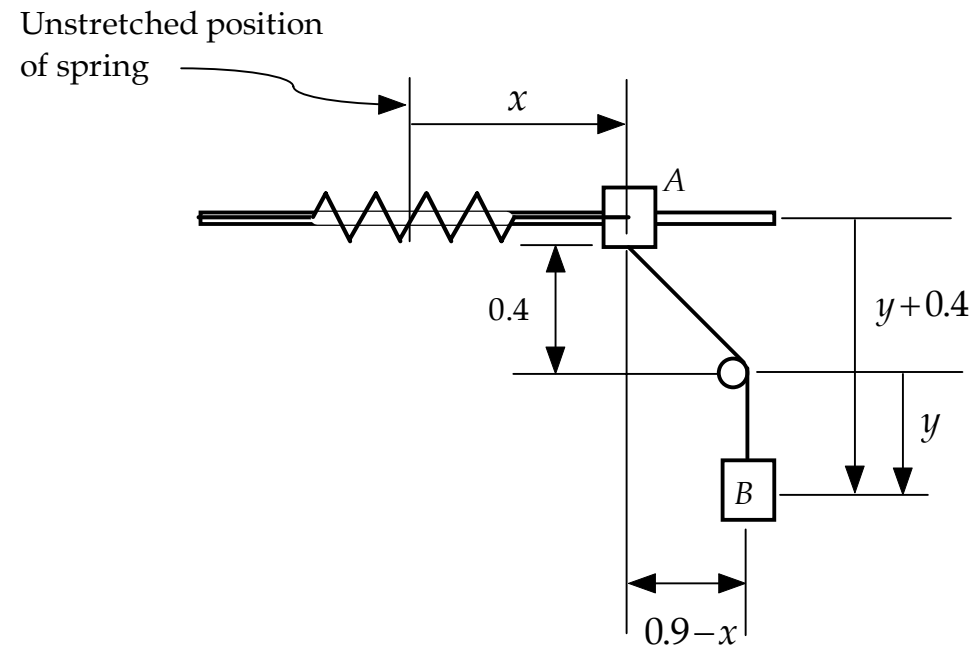 Unstretched position
of spring
x
A
0.4
y+0.4
y
B
0.9−x